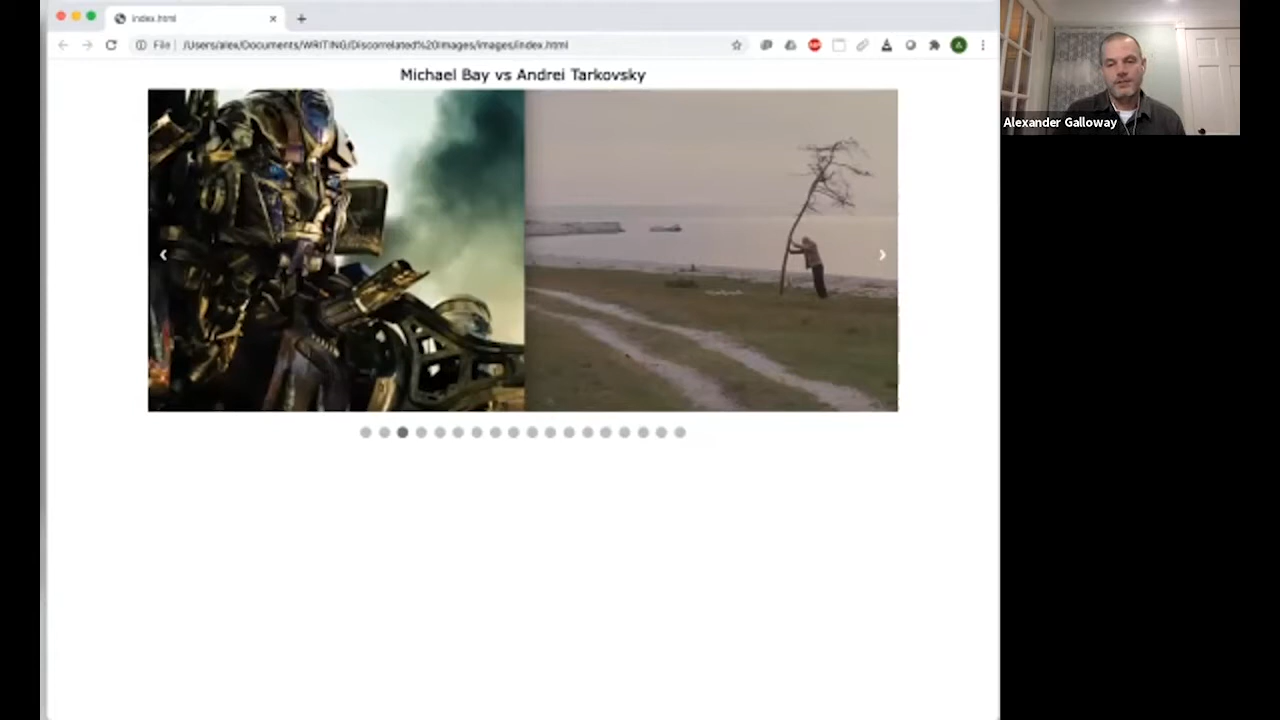 index.html
File
/Users/alex/Documents/WRITING/Discorrelated%20Images/images/index.html
Michael Bay vs Andrei Tarkovsky
Alexander Galloway